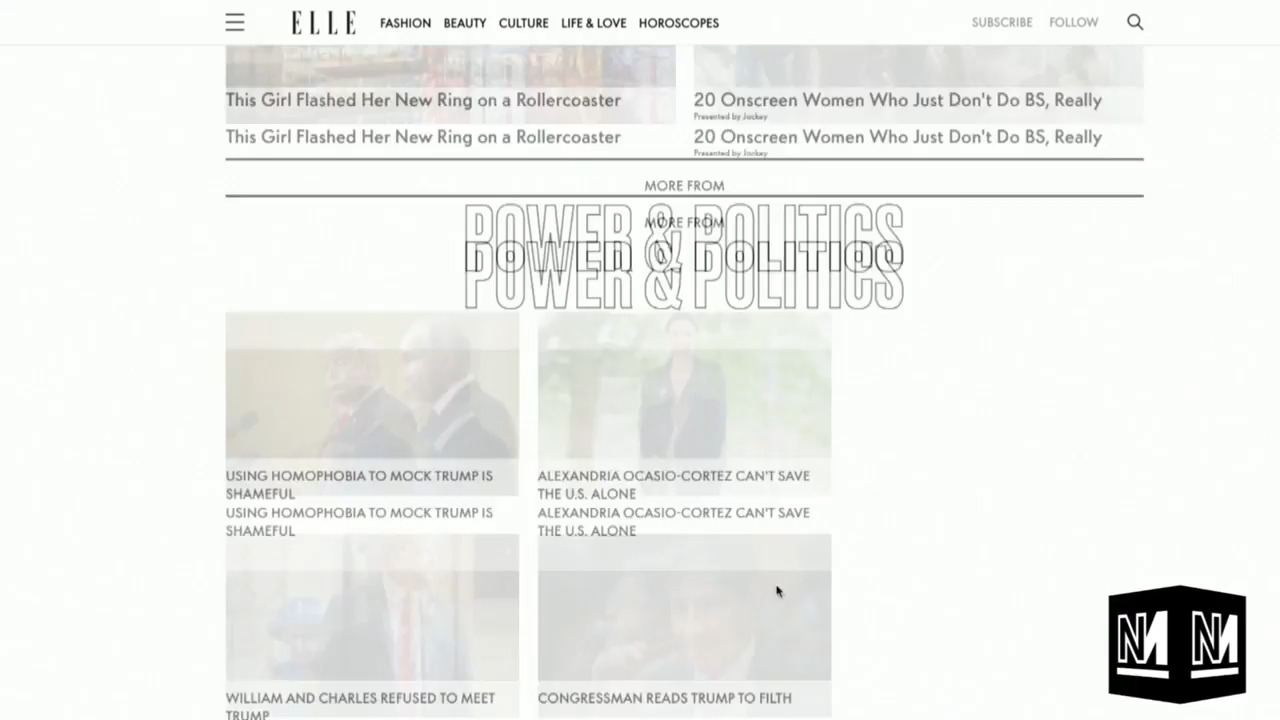 ELLE FASHION BEAUTY CULTURE LIFE & LOVE HOROSCOPES SUBSCRIBE FOLLOW
This Girl Flashed Her New Ring on a Rollercoaster
20 Onscreen Women Who Just Don't Do BS, Really
Presented by Jockey
This Girl Flashed Her New Ring on a Rollercoaster
20 Onscreen Women Who Just Don't Do BS, Really
Presented by Jockey
MORE FROM
POWER & POLITICS
MORE FROM
POWER & POLITICS
USING HOMOPHOBIA TO MOCK TRUMP IS
SHAMEFUL
ALEXANDRIA OCASIO-CORTEZ CAN'T SAVE
THE U.S. ALONE
USING HOMOPHOBIA TO MOCK TRUMP IS
SHAMEFUL
ALEXANDRIA OCASIO-CORTEZ CAN'T SAVE
THE U.S. ALONE
WILLIAM AND CHARLES REFUSED TO MEET
TRUMP
CONGRESSMAN READS TRUMP TO FILTH
NM NM